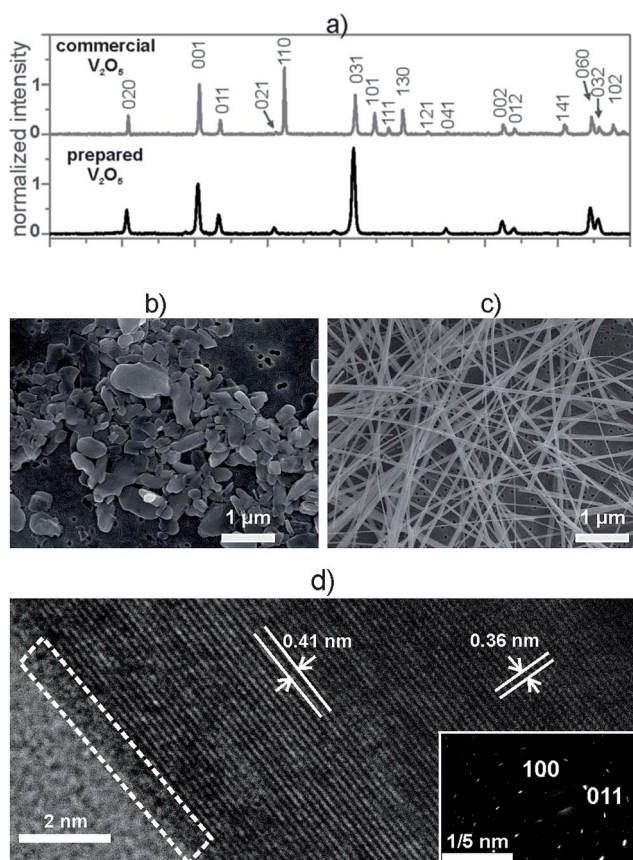 a)
commercial
V₂O₅
020
001
011
021
110
031
101
111
130
121
041
002
012
141
060
032
102
normalized intensity
1
0
prepared
V₂O₅
1
0
b)
c)
1 µm
1 µm
d)
0.41 nm
0.36 nm
2 nm
100
011
1/5 nm